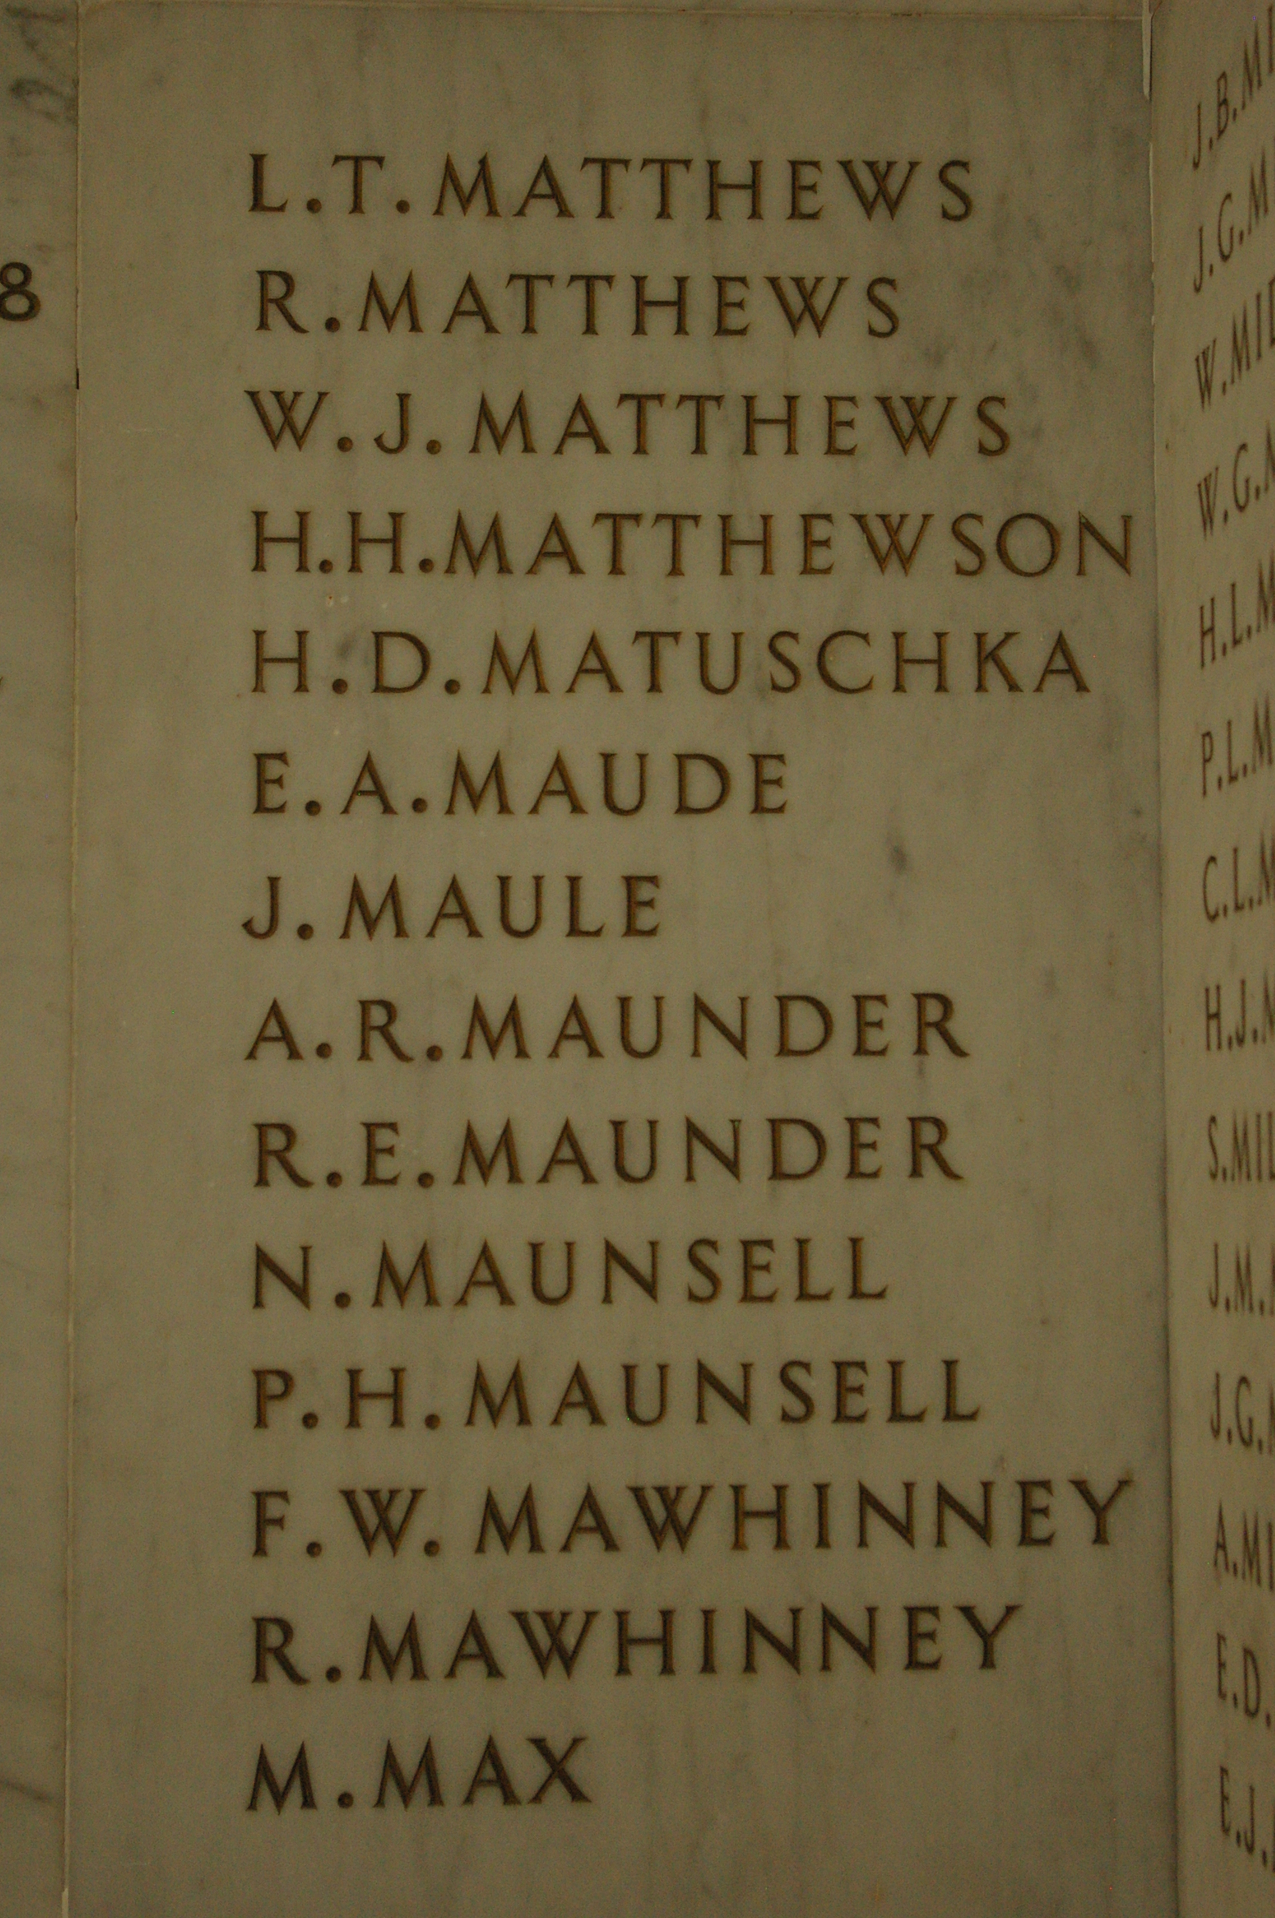 8
L.T. MATTHEWS
R. MATTHEWS
W.J. MATTHEWS
H.H. MATTHEWSON
H.D. MATUSCHKA
E.A. MAUDE
J. MAULE
A.R. MAUNDER
R.E. MAUNDER
N. MAUNSELL
P.H. MAUNSELL
F.W. MAWHINNEY
R. MAWHINNEY
M. MAX
J.B.
J.G.
W.
W.G.
H.L.
P.L.
C.L.
H.J.
S.
J.M.
J.G.
A.
E.D.
E.J.